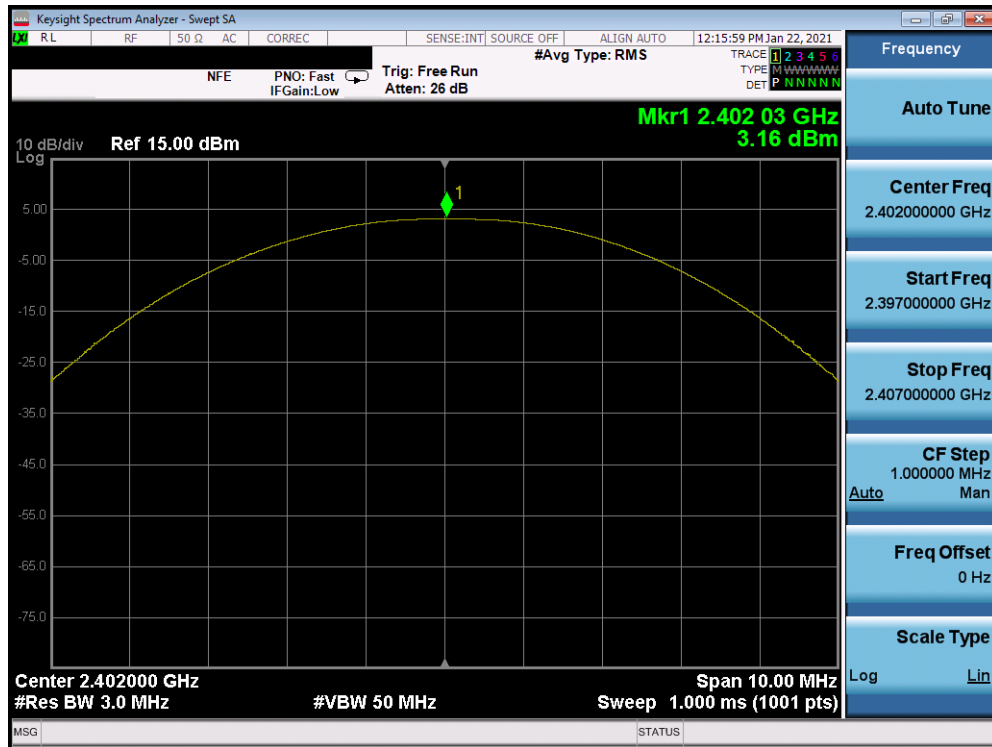 Keysight Spectrum Analyzer - Swept SA
LXI RL RF 50 Ω AC CORREC SENSE:INT SOURCE OFF ALIGN AUTO 12:15:59 PM Jan 22, 2021
#Avg Type: RMS
TRACE 1 2 3 4 5 6
TYPE M W W W W W
DET P N N N N N
NFE
PNO: Fast
IFGain:Low
Trig: Free Run
Atten: 26 dB
Mkr1 2.402 03 GHz
3.16 dBm
10 dB/div Ref 15.00 dBm
Log
1
5.00
-5.00
-15.0
-25.0
-35.0
-45.0
-55.0
-65.0
-75.0
Center 2.402000 GHz Span 10.00 MHz
#Res BW 3.0 MHz #VBW 50 MHz Sweep 1.000 ms (1001 pts)
MSG STATUS
Frequency
Auto Tune
Center Freq
2.402000000 GHz
Start Freq
2.397000000 GHz
Stop Freq
2.407000000 GHz
CF Step
1.000000 MHz
Auto Man
Freq Offset
0 Hz
Scale Type
Log Lin